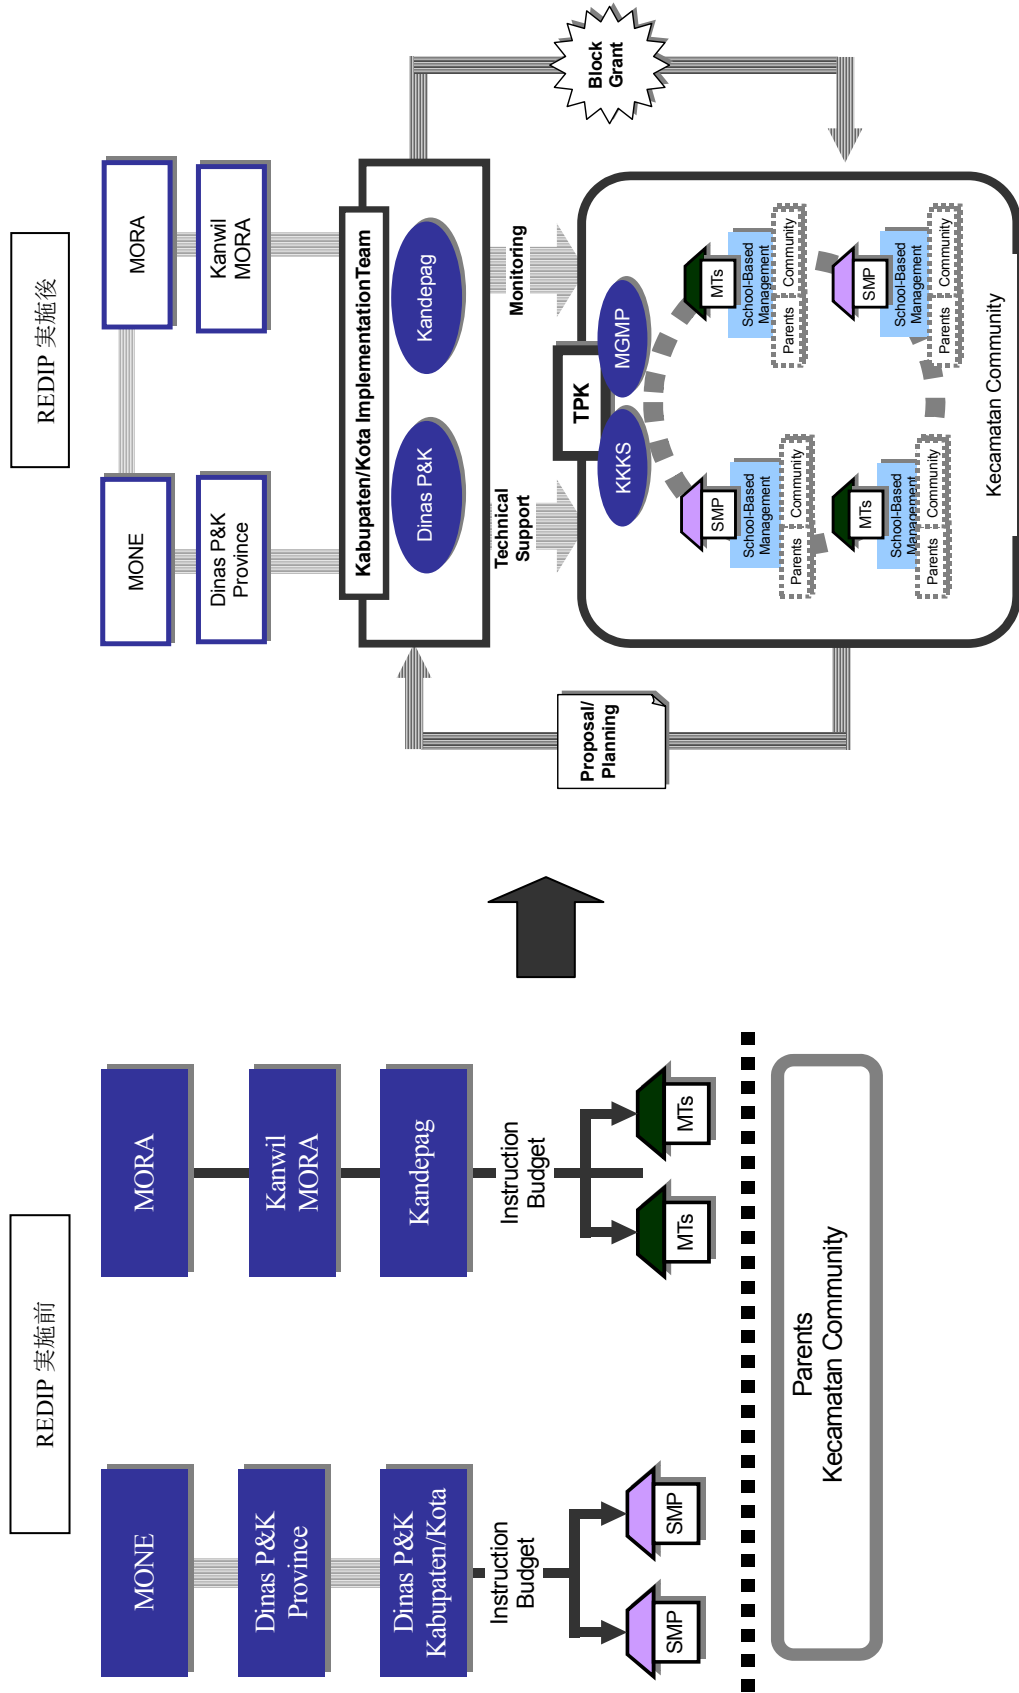 REDIP 実施前
MONE
Dinas P&K
Province
Dinas P&K
Kabupaten/Kota
Instruction
Budget
SMP
SMP
MORA
Kanwil
MORA
Kandepag
Instruction
Budget
MTs
MTs
Parents
Kecamatan Community
REDIP 実施後
MONE
MORA
Dinas P&K
Province
Kanwil
MORA
Kabupaten/Kota ImplementationTeam
Dinas P&K
Kandepag
Technical
Support
Monitoring
Proposal/
Planning
Block
Grant
TPK
KKKS
MGMP
SMP
School-Based
Management
Parents
Community
MTs
School-Based
Management
Parents
Community
MTs
School-Based
Management
Parents
Community
SMP
School-Based
Management
Parents
Community
Kecamatan Community